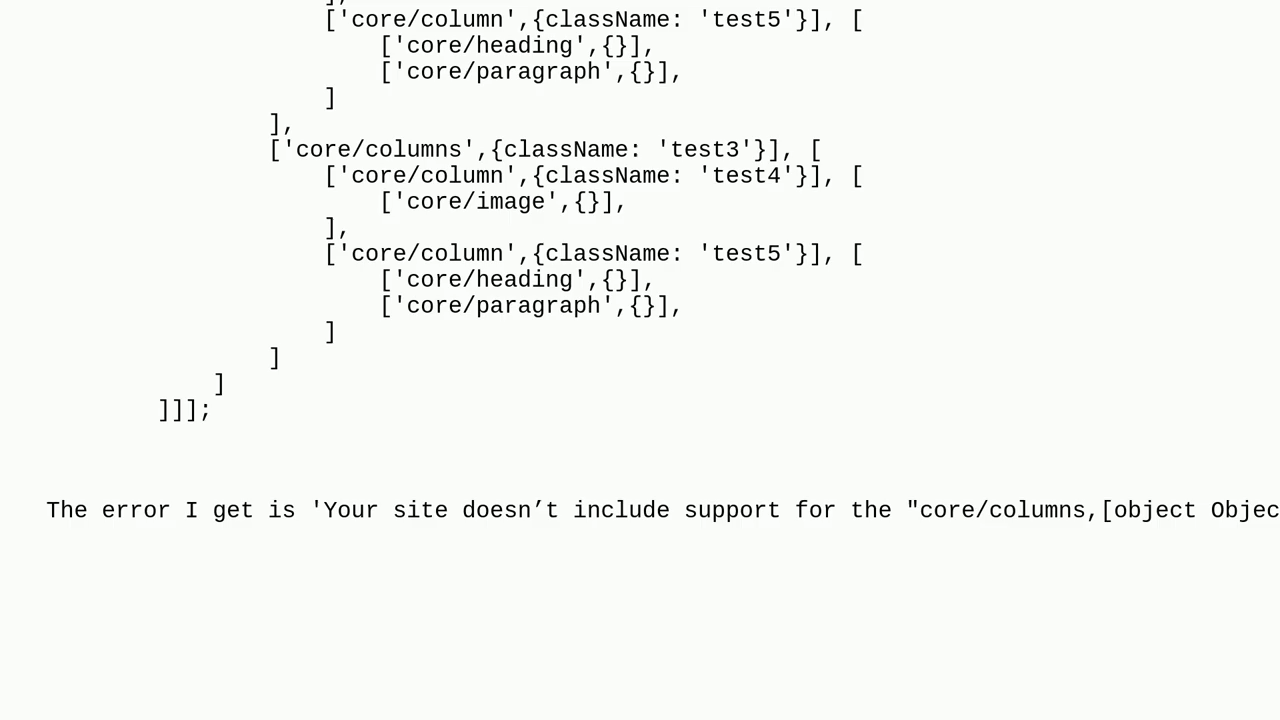 ['core/column',{className: 'test5'}], [
['core/heading',{}],
['core/paragraph',{}],
]
],
['core/columns',{className: 'test3'}], [
['core/column',{className: 'test4'}], [
['core/image',{}],
],
['core/column',{className: 'test5'}], [
['core/heading',{}],
['core/paragraph',{}],
]
]
]
]]];
The error I get is 'Your site doesn’t include support for the "core/columns,[object Objec